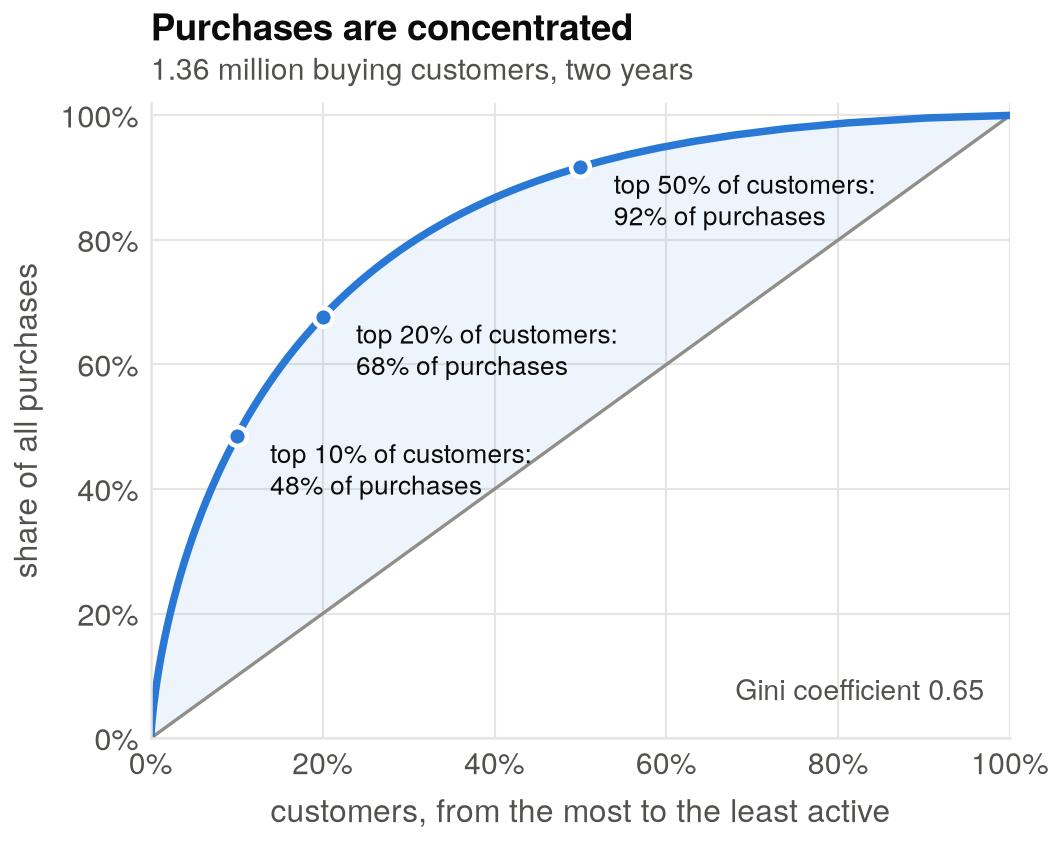 Purchases are concentrated
1.36 million buying customers, two years
share of all purchases
100%
80%
60%
40%
20%
0%
top 50% of customers:
92% of purchases
top 20% of customers:
68% of purchases
top 10% of customers:
48% of purchases
Gini coefficient 0.65
0% 20% 40% 60% 80% 100%
customers, from the most to the least active